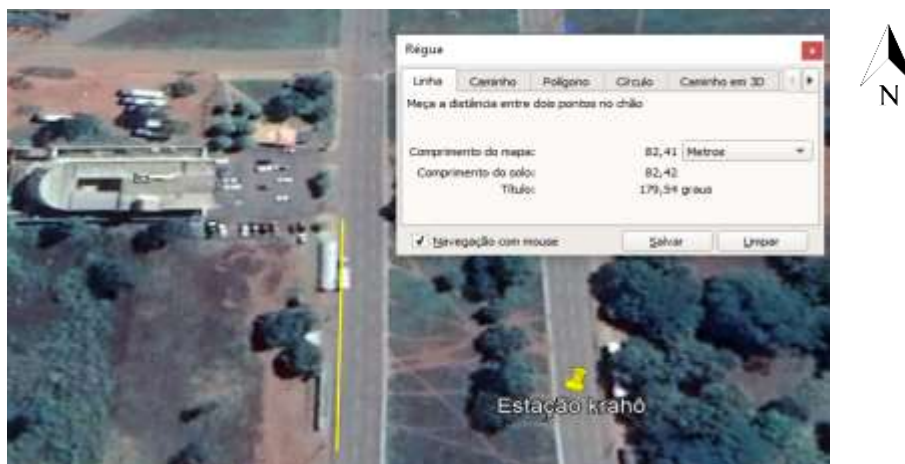 Régua
Linha Caminho Polígono Círculo Caminho em 3D
Meça a distância entre dois pontos no chão
Comprimento do mapa: 82,41 Metros
Comprimento do solo: 82,42
Título: 179,54 graus
Navegação com mouse Salvar Limpar
Estação krahô
N